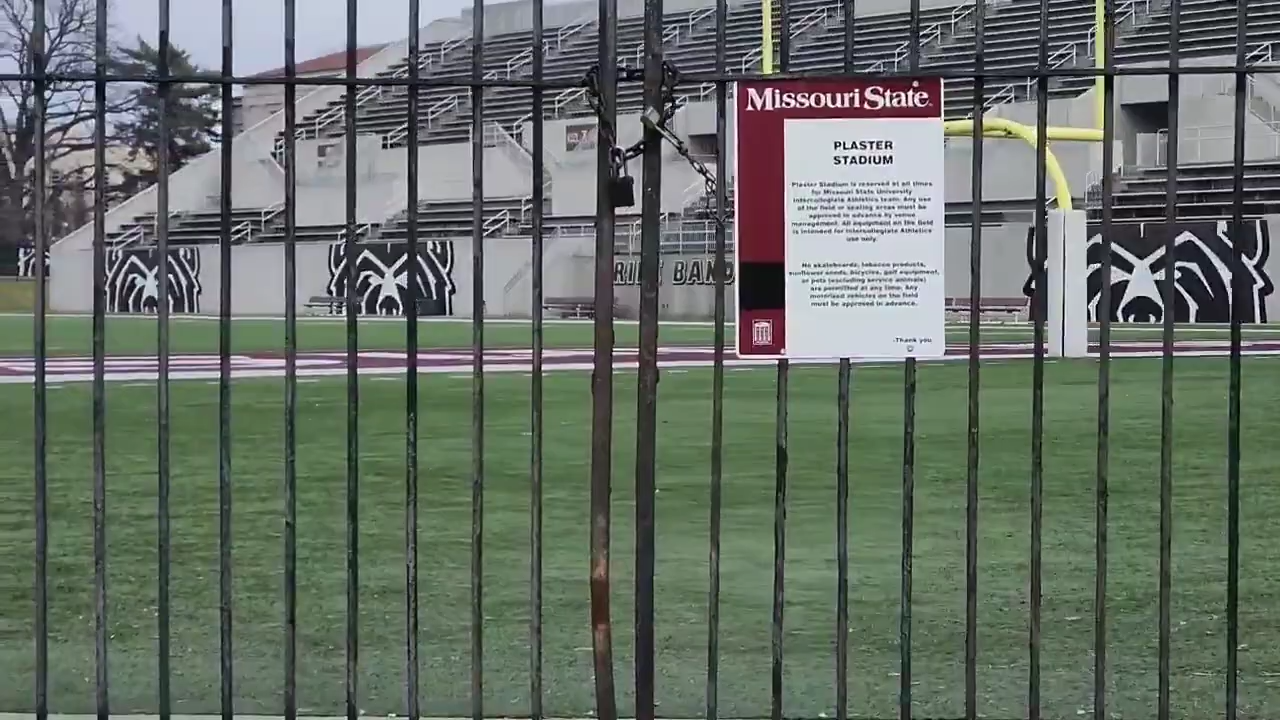 Missouri State
PLASTER
STADIUM
Plaster Stadium is reserved at all times
for Missouri State University
Intercollegiate Athletics team. Any use
of the field or seating areas must be
approved in advance by venue
management. All equipment on the field
is intended for Intercollegiate Athletics
use only.
No skateboards, tobacco products,
sunflower seeds, bicycles, golf equipment,
or pets (excluding service animals)
are permitted at any time. Any
motorized vehicles on the field
must be approved in advance.
-Thank you
BAND